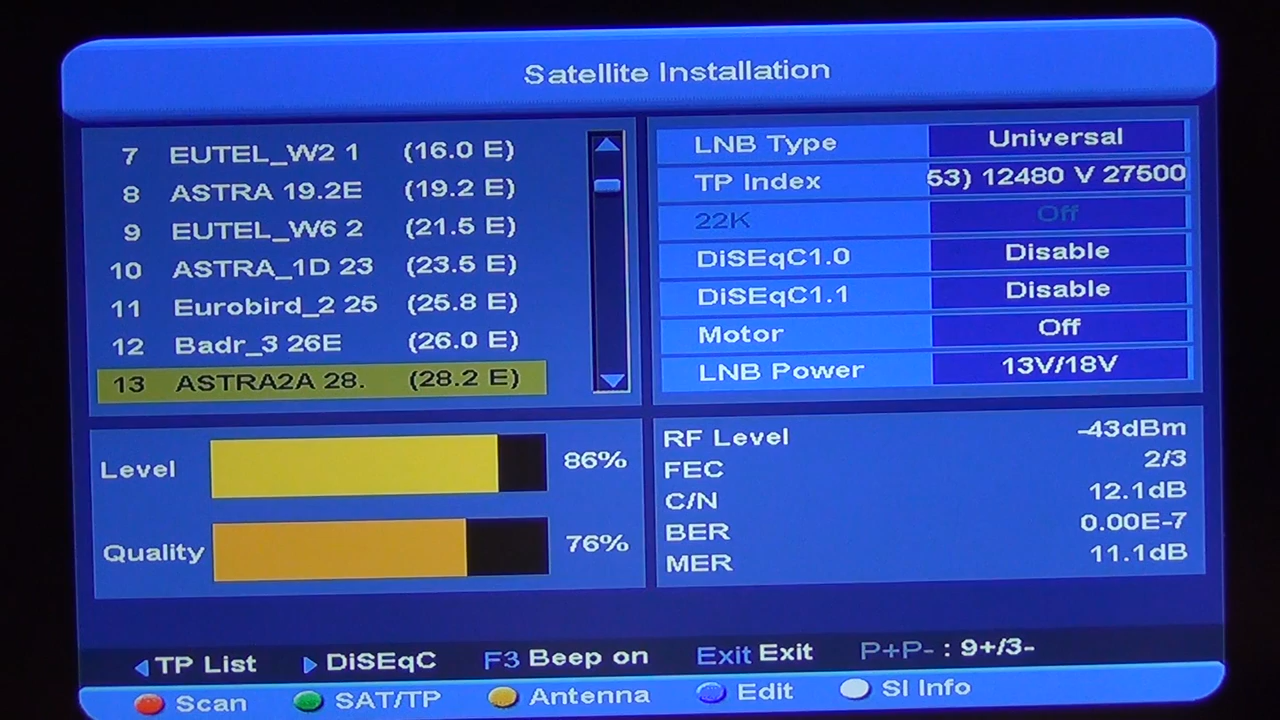 Satellite Installation
7 EUTEL_W2 1 (16.0 E)
8 ASTRA 19.2E (19.2 E)
9 EUTEL_W6 2 (21.5 E)
10 ASTRA_1D 23 (23.5 E)
11 Eurobird_2 25 (25.8 E)
12 Badr_3 26E (26.0 E)
13 ASTRA2A 28. (28.2 E)
LNB Type Universal
TP Index 53) 12480 V 27500
22K Off
DiSEqC1.0 Disable
DiSEqC1.1 Disable
Motor Off
LNB Power 13V/18V
Level 86%
Quality 76%
RF Level -43dBm
FEC 2/3
C/N 12.1dB
BER 0.00E-7
MER 11.1dB
TP List DiSEqC F3 Beep on Exit Exit P+P- : 9+/3-
Scan SAT/TP Antenna Edit SI Info